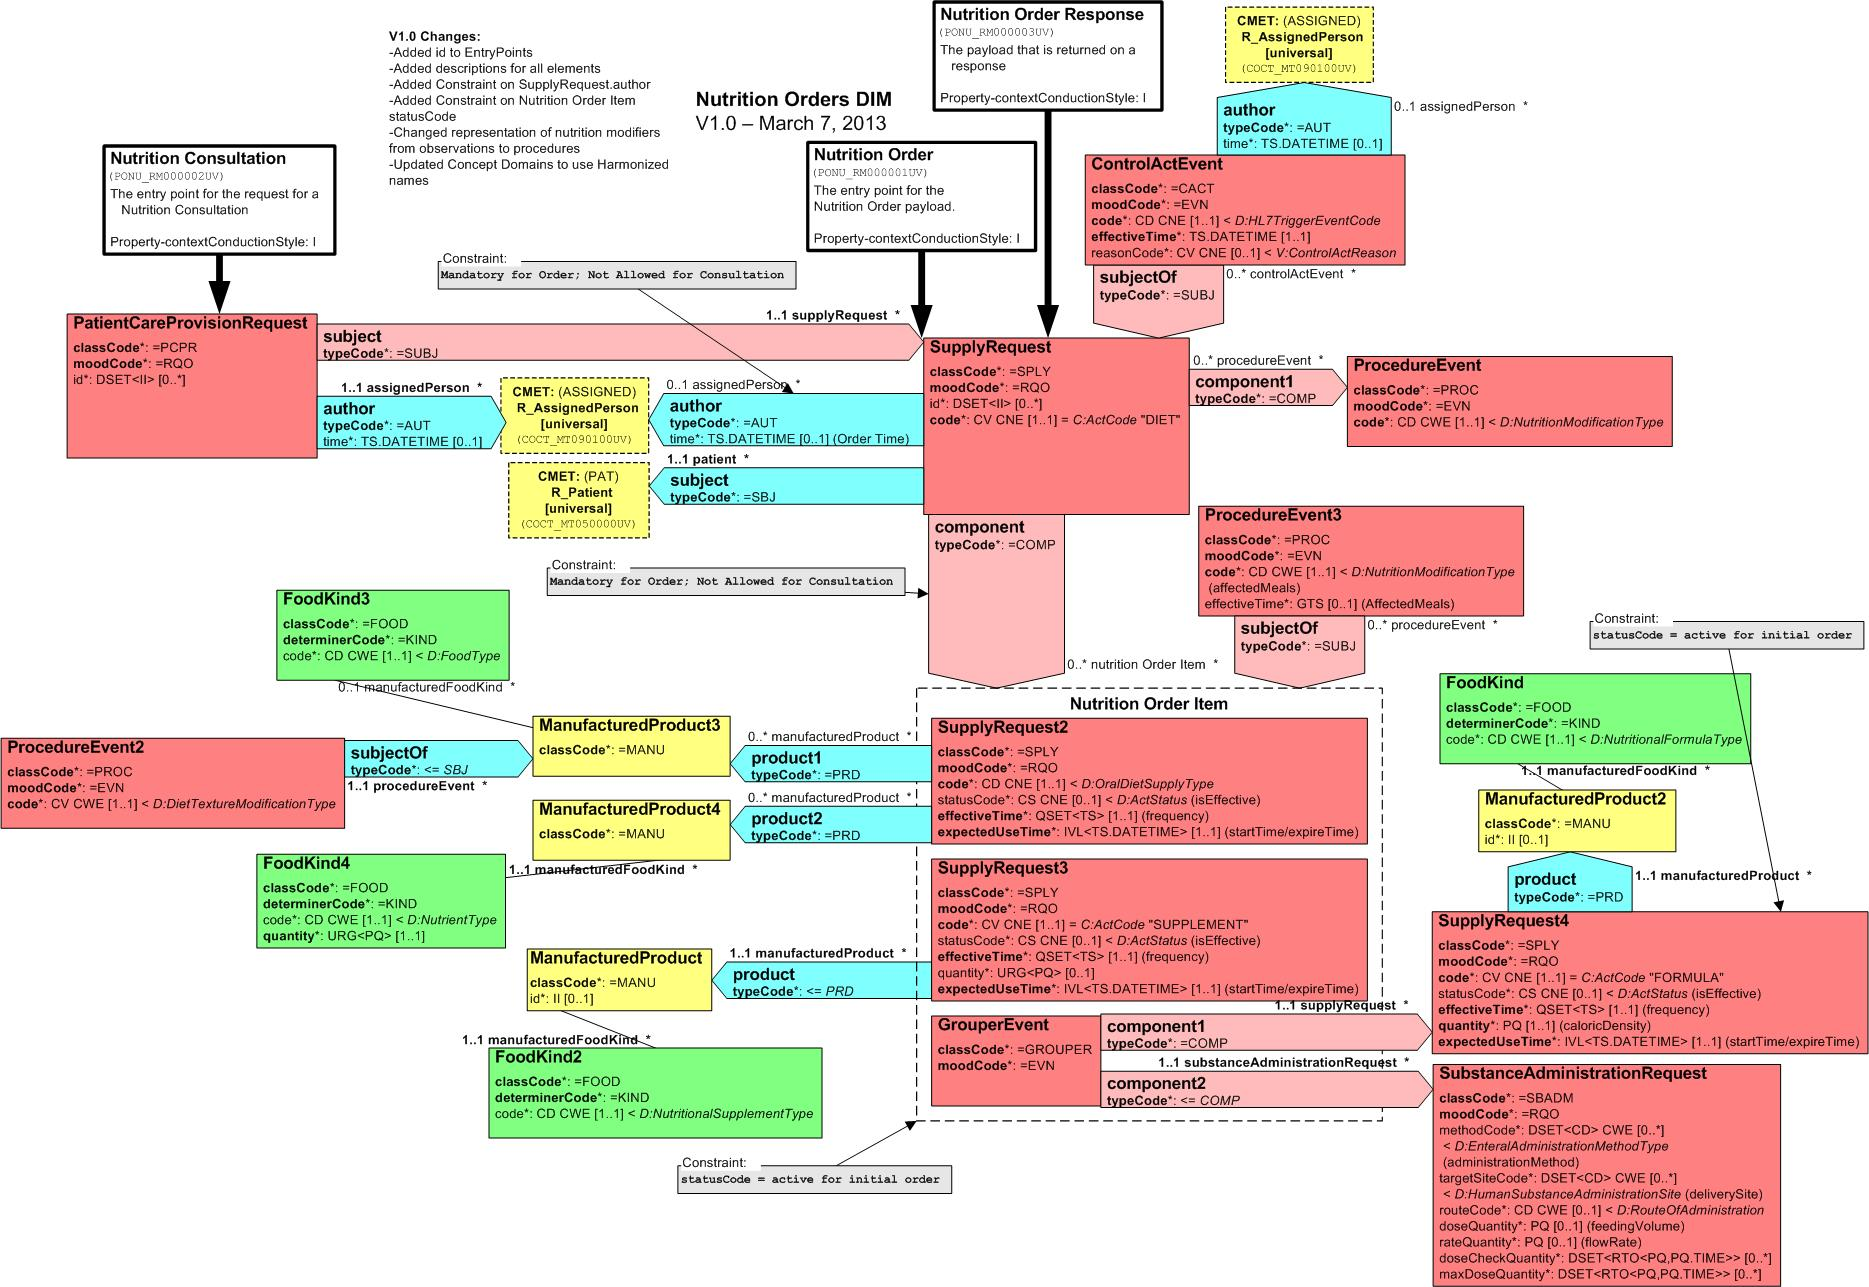 V1.0 Changes:
-Added id to EntryPoints
-Added descriptions for all elements
-Added Constraint on SupplyRequest.author
-Added Constraint on Nutrition Order Item
statusCode
-Changed representation of nutrition modifiers
from observations to procedures
-Updated Concept Domains to use Harmonized
names
Nutrition Orders DIM
V1.0 – March 7, 2013
Nutrition Order Response
(PONU_RM000003UV)
The payload that is returned on a
response
Property-contextConductionStyle: I
CMET: (ASSIGNED)
R_AssignedPerson
[universal]
(COCT_MT090100UV)
0..1 assignedPerson *
author
typeCode*: =AUT
time*: TS.DATETIME [0..1]
ControlActEvent
classCode*: =CACT
moodCode*: =EVN
code*: CD CNE [1..1] < D:HL7TriggerEventCode
effectiveTime*: TS.DATETIME [1..1]
reasonCode*: CV CNE [0..1] < V:ControlActReason
subjectOf
typeCode*: =SUBJ
0..* controlActEvent *
Nutrition Consultation
(PONU_RM000002UV)
The entry point for the request for a
Nutrition Consultation
Property-contextConductionStyle: I
Nutrition Order
(PONU_RM000001UV)
The entry point for the
Nutrition Order payload.
Property-contextConductionStyle: I
Constraint:
Mandatory for Order; Not Allowed for Consultation
PatientCareProvisionRequest
classCode*: =PCPR
moodCode*: =RQO
id*: DSET<II> [0..*]
1..1 supplyRequest *
subject
typeCode*: =SUBJ
1..1 assignedPerson *
author
typeCode*: =AUT
time*: TS.DATETIME [0..1]
CMET: (ASSIGNED)
R_AssignedPerson
[universal]
(COCT_MT090100UV)
0..1 assignedPerson *
author
typeCode*: =AUT
time*: TS.DATETIME [0..1] (Order Time)
1..1 patient *
subject
typeCode*: =SBJ
CMET: (PAT)
R_Patient
[universal]
(COCT_MT050000UV)
SupplyRequest
classCode*: =SPLY
moodCode*: =RQO
id*: DSET<II> [0..*]
code*: CV CNE [1..1] = C:ActCode "DIET"
0..* procedureEvent *
component1
typeCode*: =COMP
ProcedureEvent
classCode*: =PROC
moodCode*: =EVN
code*: CD CWE [1..1] < D:NutritionModificationType
component
typeCode*: =COMP
Constraint:
Mandatory for Order; Not Allowed for Consultation
0..* nutrition Order Item *
ProcedureEvent3
classCode*: =PROC
moodCode*: =EVN
code*: CD CWE [1..1] < D:NutritionModificationType
(affectedMeals)
effectiveTime*: GTS [0..1] (AffectedMeals)
subjectOf
typeCode*: =SUBJ
0..* procedureEvent *
Constraint:
statusCode = active for initial order
FoodKind3
classCode*: =FOOD
determinerCode*: =KIND
code*: CD CWE [1..1] < D:FoodType
0..1 manufacturedFoodKind *
ManufacturedProduct3
classCode*: =MANU
ProcedureEvent2
classCode*: =PROC
moodCode*: =EVN
code*: CV CWE [1..1] < D:DietTextureModificationType
subjectOf
typeCode*: <= SBJ
1..1 procedureEvent *
0..* manufacturedProduct *
product1
typeCode*: =PRD
ManufacturedProduct4
classCode*: =MANU
0..* manufacturedProduct *
product2
typeCode*: =PRD
FoodKind4
classCode*: =FOOD
determinerCode*: =KIND
code*: CD CWE [1..1] < D:NutrientType
quantity*: URG<PQ> [1..1]
1..1 manufacturedFoodKind *
Nutrition Order Item
SupplyRequest2
classCode*: =SPLY
moodCode*: =RQO
code*: CD CNE [1..1] < D:OralDietSupplyType
statusCode*: CS CNE [0..1] < D:ActStatus (isEffective)
effectiveTime*: QSET<TS> [1..1] (frequency)
expectedUseTime*: IVL<TS.DATETIME> [1..1] (startTime/expireTime)
SupplyRequest3
classCode*: =SPLY
moodCode*: =RQO
code*: CV CNE [1..1] = C:ActCode "SUPPLEMENT"
statusCode*: CS CNE [0..1] < D:ActStatus (isEffective)
effectiveTime*: QSET<TS> [1..1] (frequency)
quantity*: URG<PQ> [0..1]
expectedUseTime*: IVL<TS.DATETIME> [1..1] (startTime/expireTime)
ManufacturedProduct
classCode*: =MANU
id*: II [0..1]
1..1 manufacturedProduct *
product
typeCode*: <= PRD
1..1 manufacturedFoodKind *
FoodKind2
classCode*: =FOOD
determinerCode*: =KIND
code*: CD CWE [1..1] < D:NutritionalSupplementType
GrouperEvent
classCode*: =GROUPER
moodCode*: =EVN
1..1 supplyRequest *
component1
typeCode*: =COMP
1..1 substanceAdministrationRequest *
component2
typeCode*: <= COMP
Constraint:
statusCode = active for initial order
FoodKind
classCode*: =FOOD
determinerCode*: =KIND
code*: CD CWE [1..1] < D:NutritionalFormulaType
1..1 manufacturedFoodKind *
ManufacturedProduct2
classCode*: =MANU
id*: II [0..1]
product
typeCode*: =PRD
1..1 manufacturedProduct *
SupplyRequest4
classCode*: =SPLY
moodCode*: =RQO
code*: CV CNE [1..1] = C:ActCode "FORMULA"
statusCode*: CS CNE [0..1] < D:ActStatus (isEffective)
effectiveTime*: QSET<TS> [1..1] (frequency)
quantity*: PQ [1..1] (caloricDensity)
expectedUseTime*: IVL<TS.DATETIME> [1..1] (startTime/expireTime)
SubstanceAdministrationRequest
classCode*: =SBADM
moodCode*: =RQO
methodCode*: DSET<CD> CWE [0..*]
< D:EnteralAdministrationMethodType
(administrationMethod)
targetSiteCode*: DSET<CD> CWE [0..*]
< D:HumanSubstanceAdministrationSite (deliverySite)
routeCode*: CD CWE [0..1] < D:RouteOfAdministration
doseQuantity*: PQ [0..1] (feedingVolume)
rateQuantity*: PQ [0..1] (flowRate)
doseCheckQuantity*: DSET<RTO<PQ,PQ.TIME>> [0..*]
maxDoseQuantity*: DSET<RTO<PQ,PQ.TIME>> [0..*]